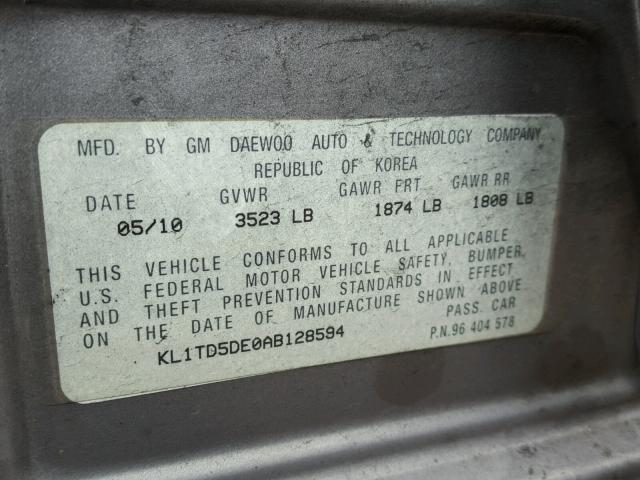 MFD. BY GM DAEWOO AUTO & TECHNOLOGY COMPANY
REPUBLIC OF KOREA
DATE GVWR GAWR FRT GAWR RR
05/10 3523 LB 1874 LB 1808 LB
THIS VEHICLE CONFORMS TO ALL APPLICABLE
U.S. FEDERAL MOTOR VEHICLE SAFETY, BUMPER,
AND THEFT PREVENTION STANDARDS IN EFFECT
ON THE DATE OF MANUFACTURE SHOWN ABOVE
PASS. CAR
KL1TD5DE0AB128594
P.N.96 404 578